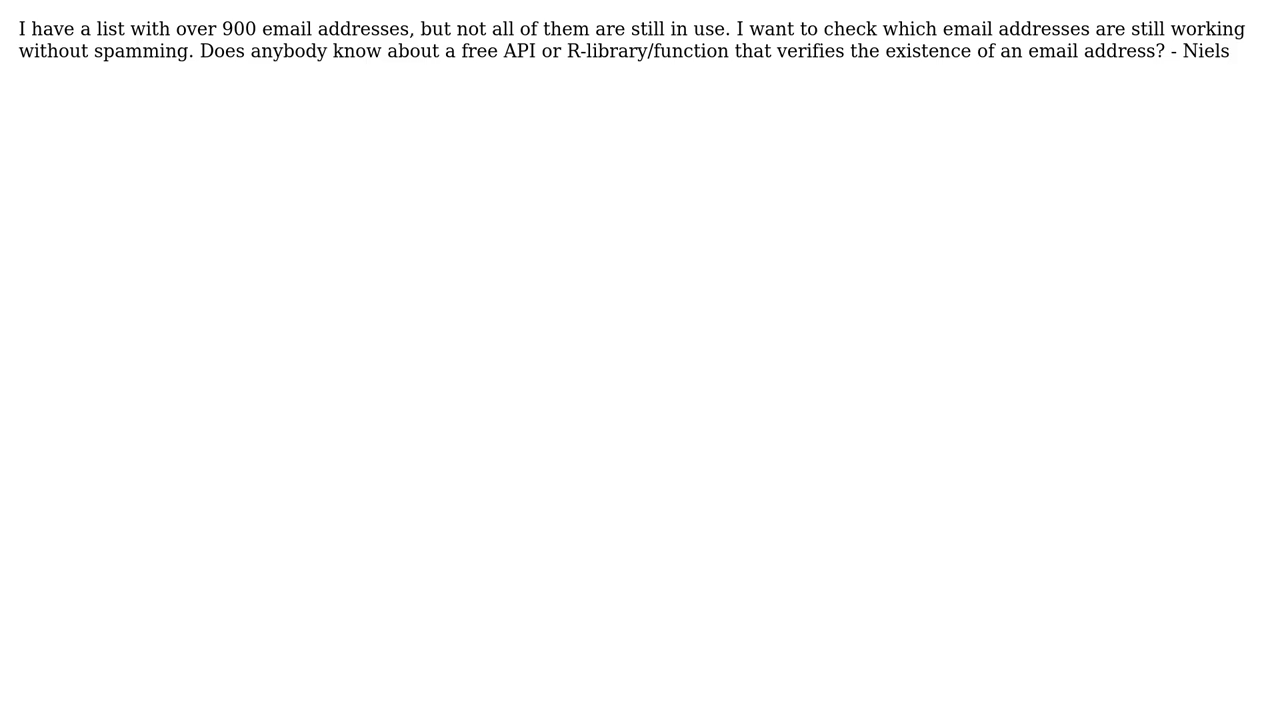 I have a list with over 900 email addresses, but not all of them are still in use. I want to check which email addresses are still working
without spamming. Does anybody know about a free API or R-library/function that verifies the existence of an email address? - Niels